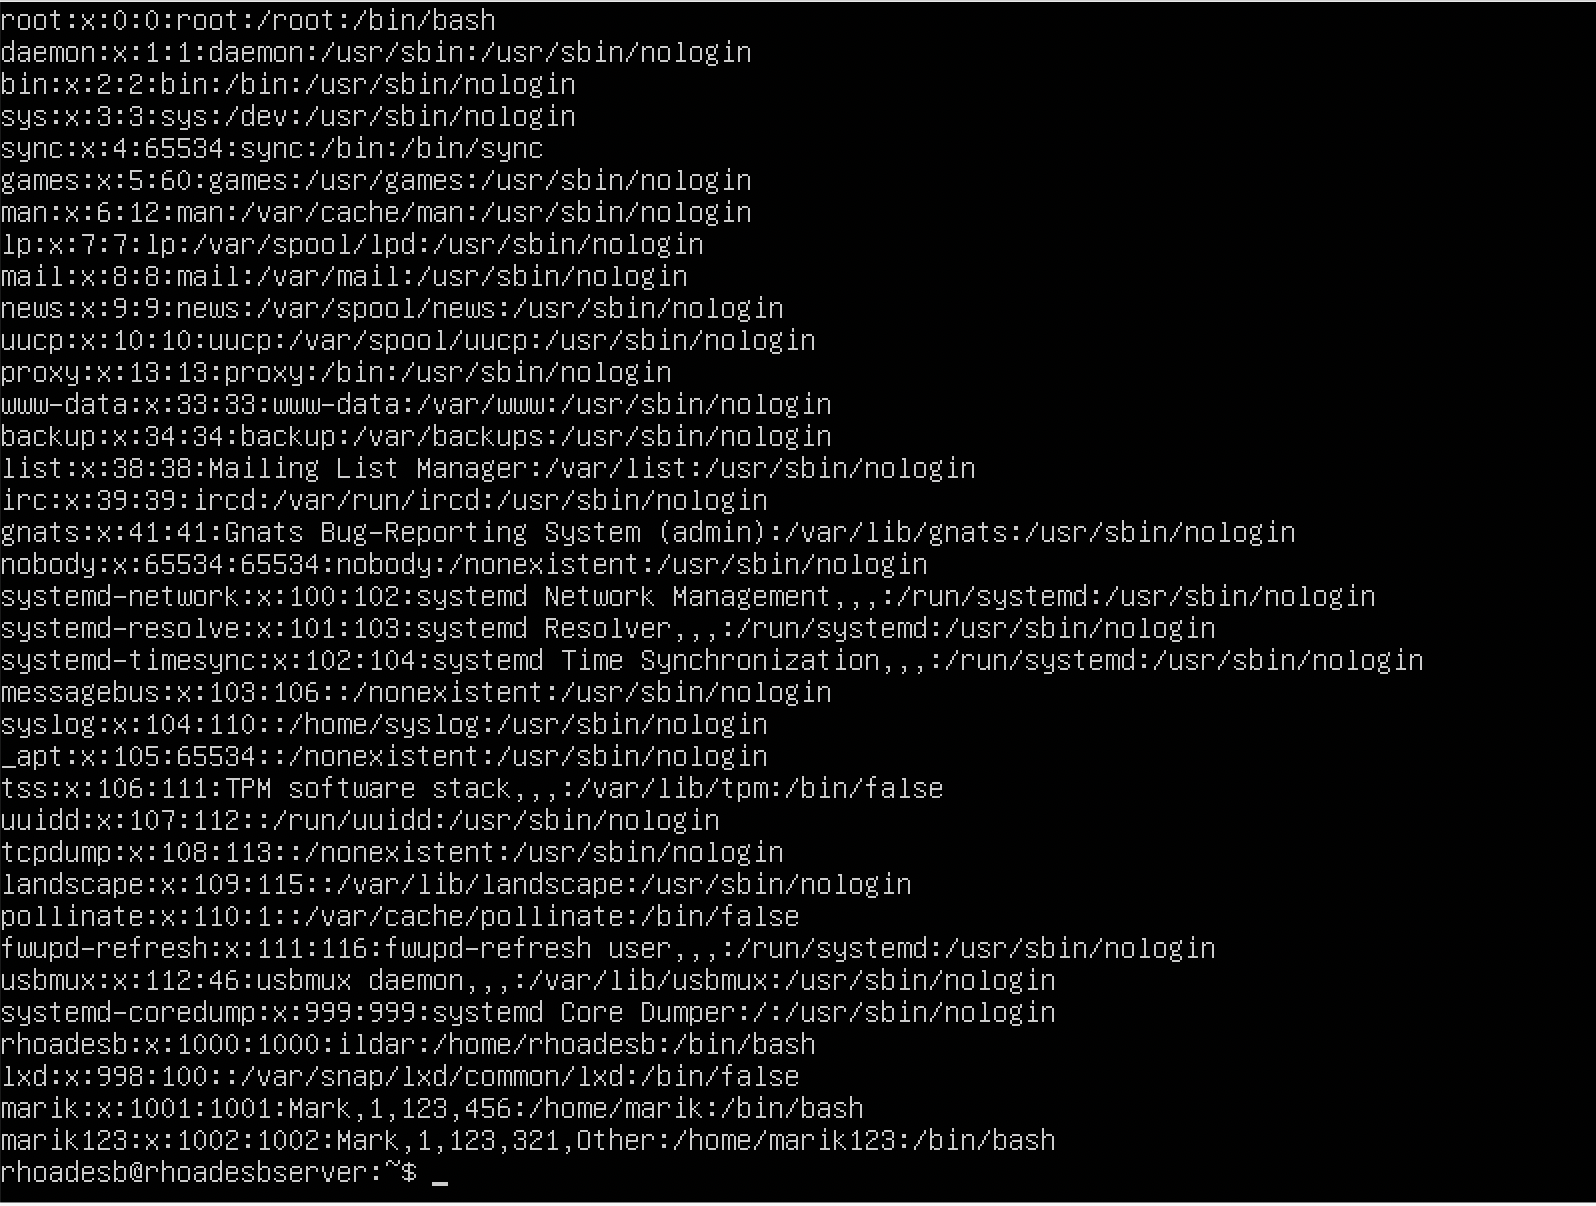 root:x:0:0:root:/root:/bin/bash
daemon:x:1:1:daemon:/usr/sbin:/usr/sbin/nologin
bin:x:2:2:bin:/bin:/usr/sbin/nologin
sys:x:3:3:sys:/dev:/usr/sbin/nologin
sync:x:4:65534:sync:/bin:/bin/sync
games:x:5:60:games:/usr/games:/usr/sbin/nologin
man:x:6:12:man:/var/cache/man:/usr/sbin/nologin
lp:x:7:7:lp:/var/spool/lpd:/usr/sbin/nologin
mail:x:8:8:mail:/var/mail:/usr/sbin/nologin
news:x:9:9:news:/var/spool/news:/usr/sbin/nologin
uucp:x:10:10:uucp:/var/spool/uucp:/usr/sbin/nologin
proxy:x:13:13:proxy:/bin:/usr/sbin/nologin
www-data:x:33:33:www-data:/var/www:/usr/sbin/nologin
backup:x:34:34:backup:/var/backups:/usr/sbin/nologin
list:x:38:38:Mailing List Manager:/var/list:/usr/sbin/nologin
irc:x:39:39:ircd:/var/run/ircd:/usr/sbin/nologin
gnats:x:41:41:Gnats Bug-Reporting System (admin):/var/lib/gnats:/usr/sbin/nologin
nobody:x:65534:65534:nobody:/nonexistent:/usr/sbin/nologin
systemd-network:x:100:102:systemd Network Management,,,:/run/systemd:/usr/sbin/nologin
systemd-resolve:x:101:103:systemd Resolver,,,:/run/systemd:/usr/sbin/nologin
systemd-timesync:x:102:104:systemd Time Synchronization,,,:/run/systemd:/usr/sbin/nologin
messagebus:x:103:106::/nonexistent:/usr/sbin/nologin
syslog:x:104:110::/home/syslog:/usr/sbin/nologin
_apt:x:105:65534::/nonexistent:/usr/sbin/nologin
tss:x:106:111:TPM software stack,,,:/var/lib/tpm:/bin/false
uuidd:x:107:112::/run/uuidd:/usr/sbin/nologin
tcpdump:x:108:113::/nonexistent:/usr/sbin/nologin
landscape:x:109:115::/var/lib/landscape:/usr/sbin/nologin
pollinate:x:110:1::/var/cache/pollinate:/bin/false
fwupd-refresh:x:111:116:fwupd-refresh user,,,:/run/systemd:/usr/sbin/nologin
usbmux:x:112:46:usbmux daemon,,,:/var/lib/usbmux:/usr/sbin/nologin
systemd-coredump:x:999:999:systemd Core Dumper:/:/usr/sbin/nologin
rhoadesb:x:1000:1000:ildar:/home/rhoadesb:/bin/bash
lxd:x:998:100::/var/snap/lxd/common/lxd:/bin/false
marik:x:1001:1001:Mark,1,123,456:/home/marik:/bin/bash
marik123:x:1002:1002:Mark,1,123,321,Other:/home/marik123:/bin/bash
rhoadesb@rhoadesbserver:~$ _